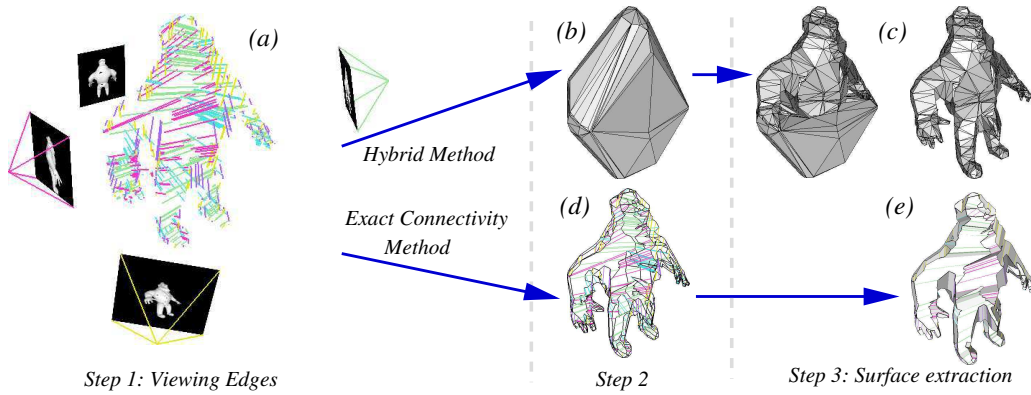 (a)
(b)
(c)
Hybrid Method
Exact Connectivity
Method
(d)
(e)
Step 1: Viewing Edges
Step 2
Step 3: Surface extraction